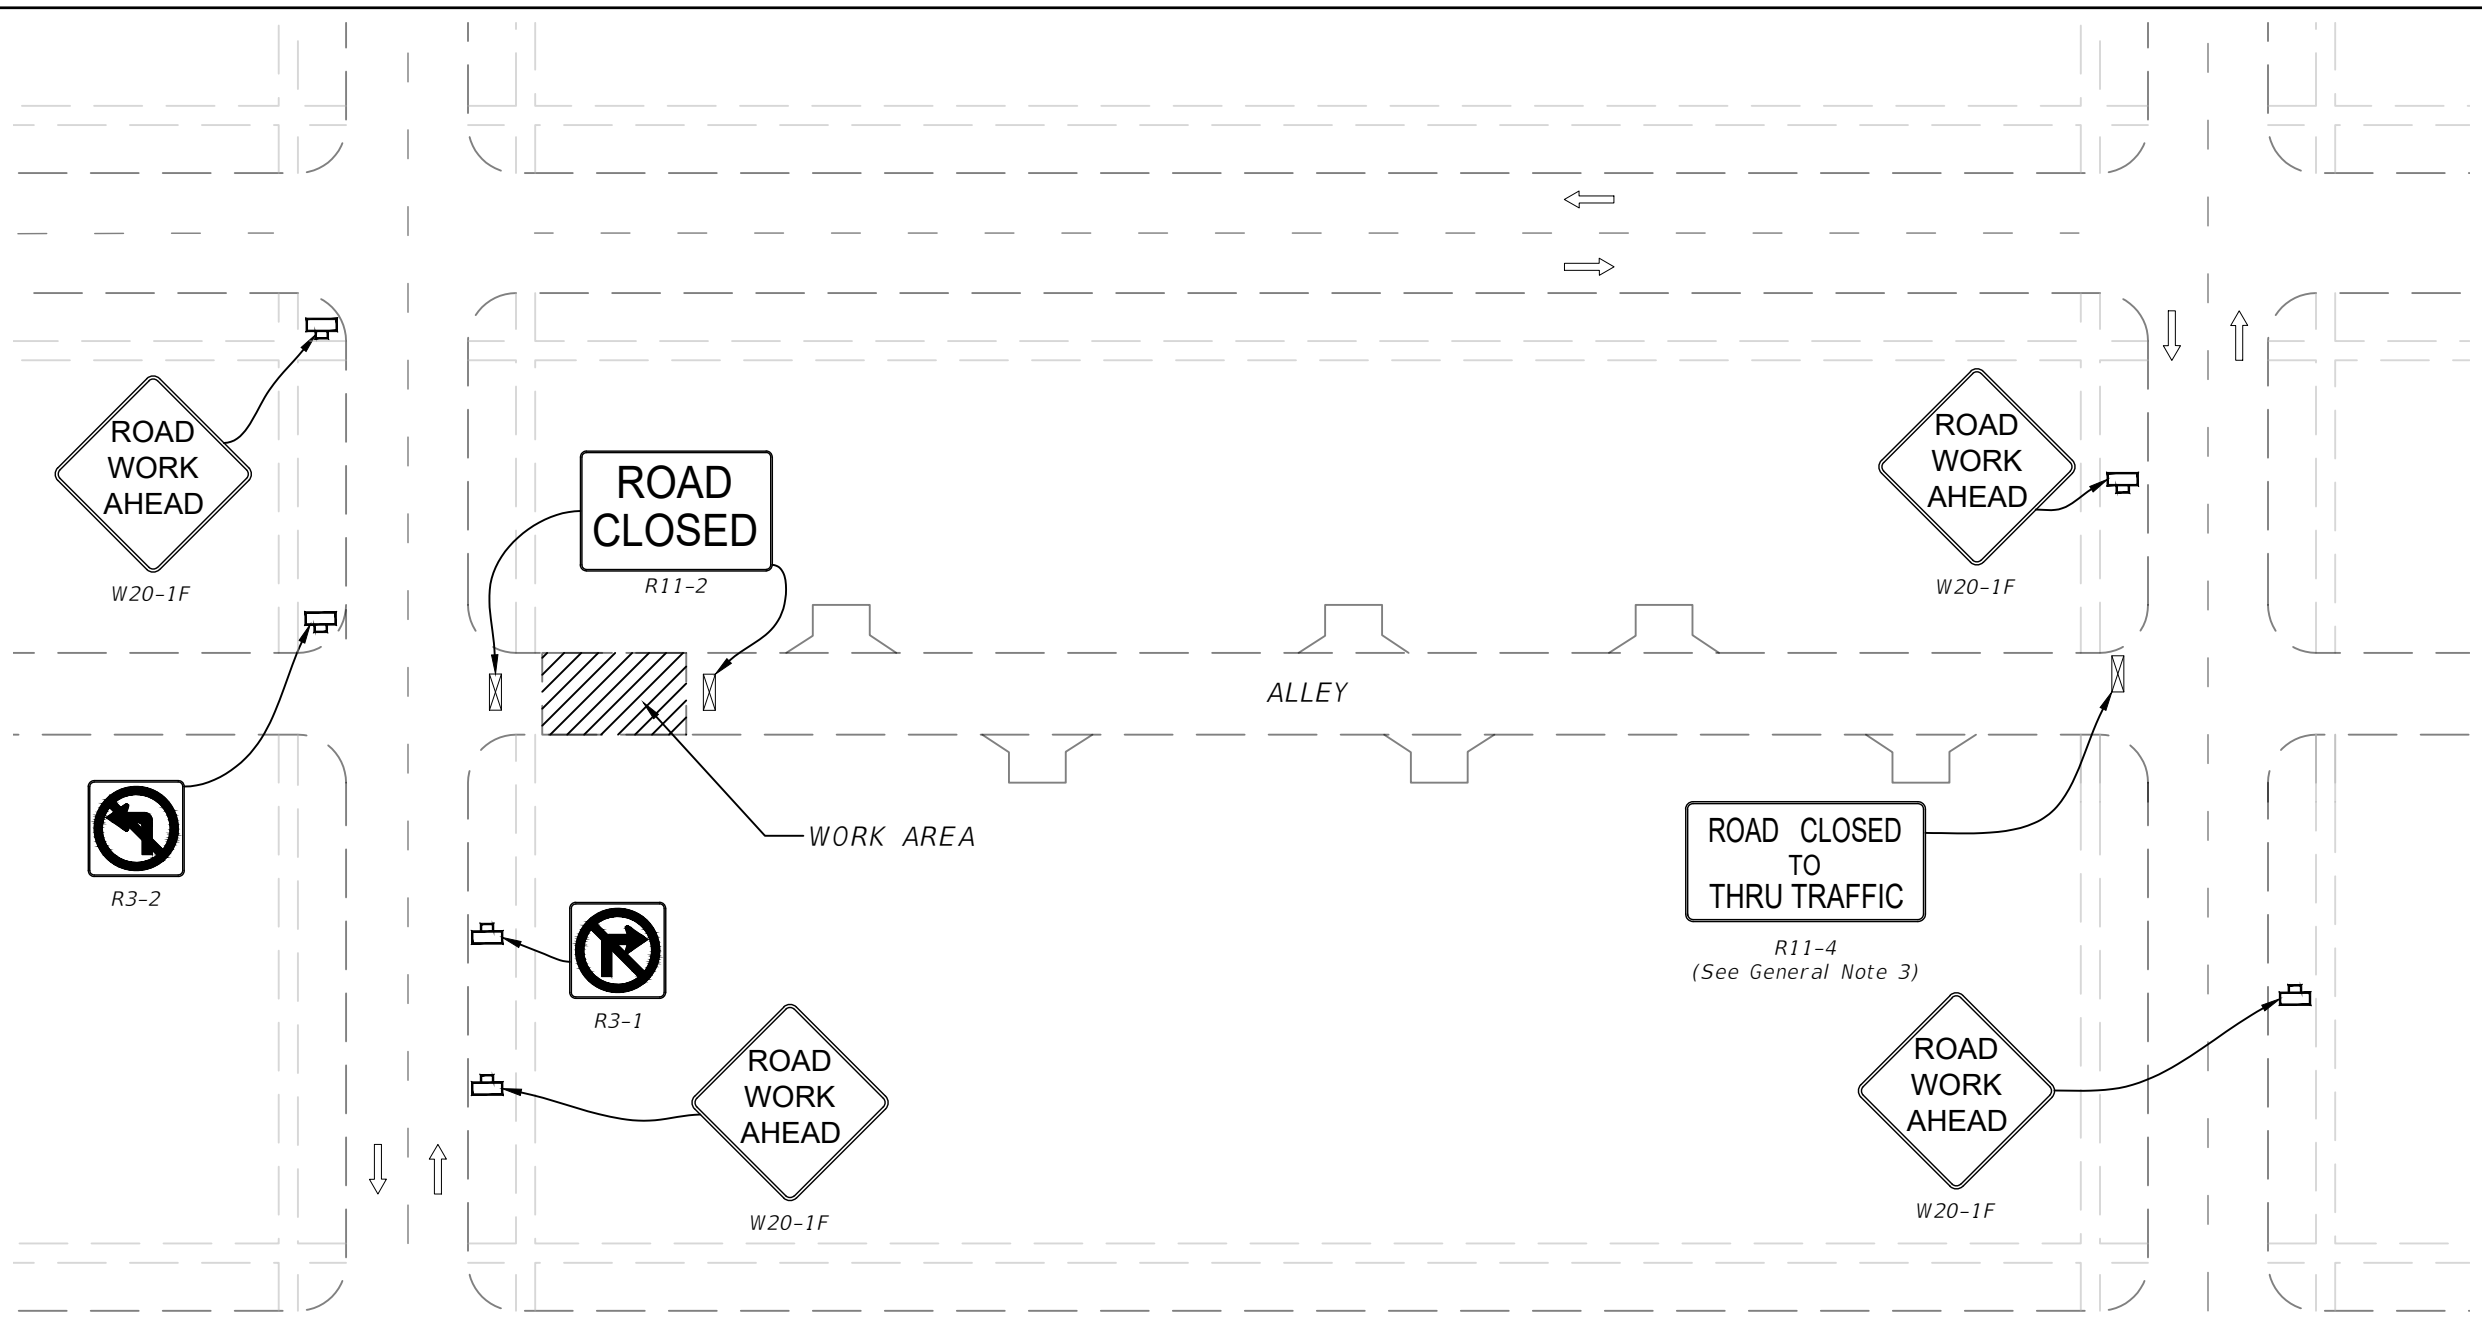 ROAD
WORK
AHEAD
W20-1F
ROAD
CLOSED
R11-2
ROAD
WORK
AHEAD
W20-1F
ALLEY
R3-2
WORK AREA
ROAD CLOSED
TO
THRU TRAFFIC
R11-4
(See General Note 3)
R3-1
ROAD
WORK
AHEAD
W20-1F
ROAD
WORK
AHEAD
W20-1F